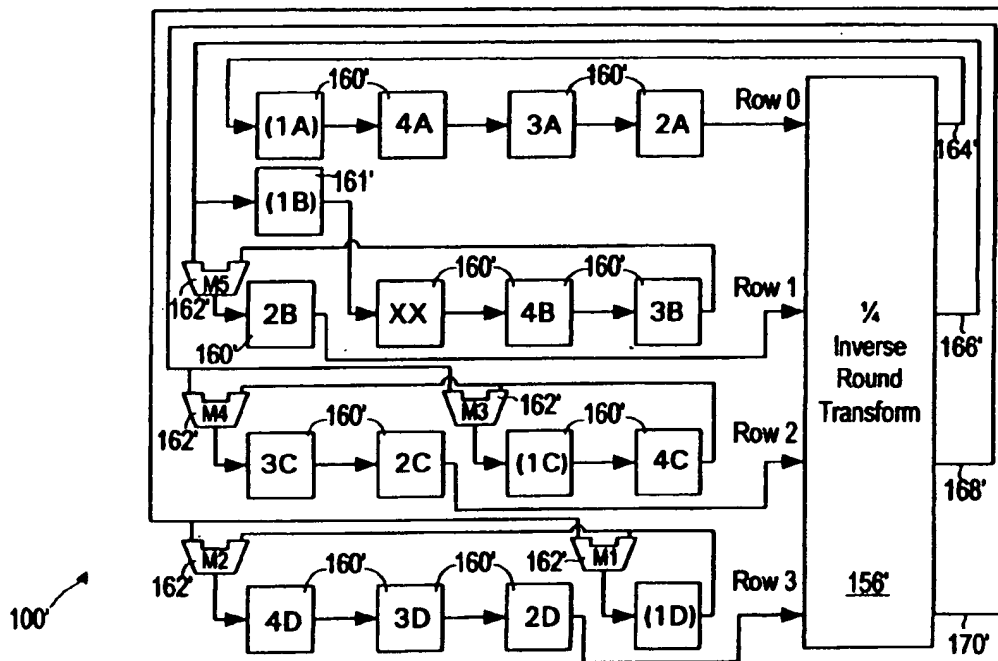 160' 160' Row 0
(1A) 4A 3A 2A
164'
161'
(1B)
160' 160' Row 1
M5
162' 2B XX 4B 3B
160'
¼
Inverse
Round
Transform
166'
M4 160' M3 162' 160' Row 2
162' 3C 2C (1C) 4C
168'
M2 160' 160' 162' M1 Row 3
162' 4D 3D 2D (1D)
156'
100'
170'